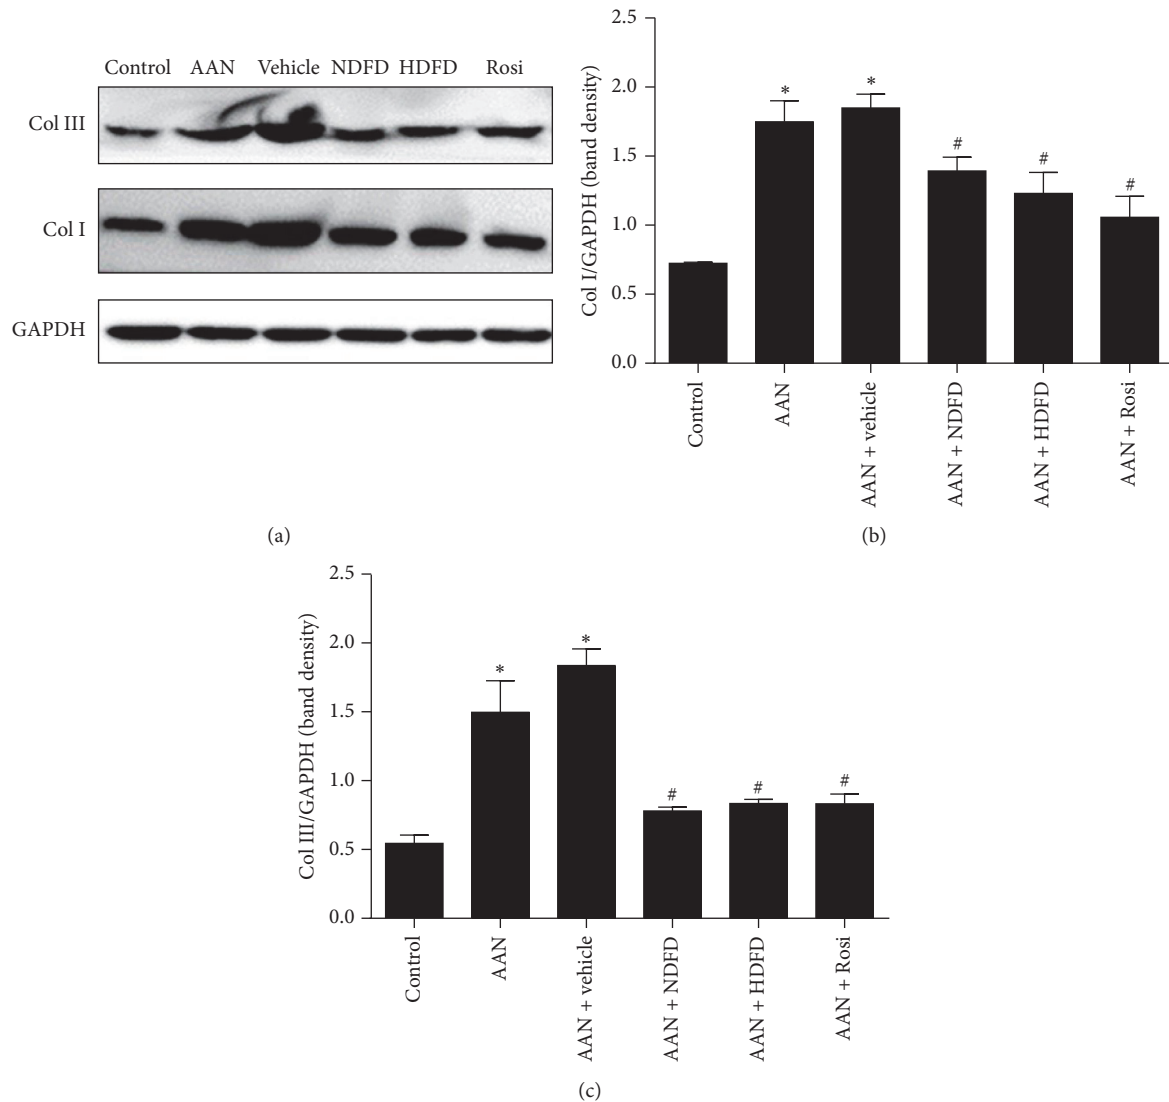 Control AAN Vehicle NDFD HDFD Rosi
Col III
Col I
GAPDH
(a)
Col I/GAPDH (band density)
2.5
2.0
1.5
1.0
0.5
0.0
* * # # #
Control
AAN
AAN + vehicle
AAN + NDFD
AAN + HDFD
AAN + Rosi
(b)
Col III/GAPDH (band density)
2.5
2.0
1.5
1.0
0.5
0.0
* * # # #
Control
AAN
AAN + vehicle
AAN + NDFD
AAN + HDFD
AAN + Rosi
(c)